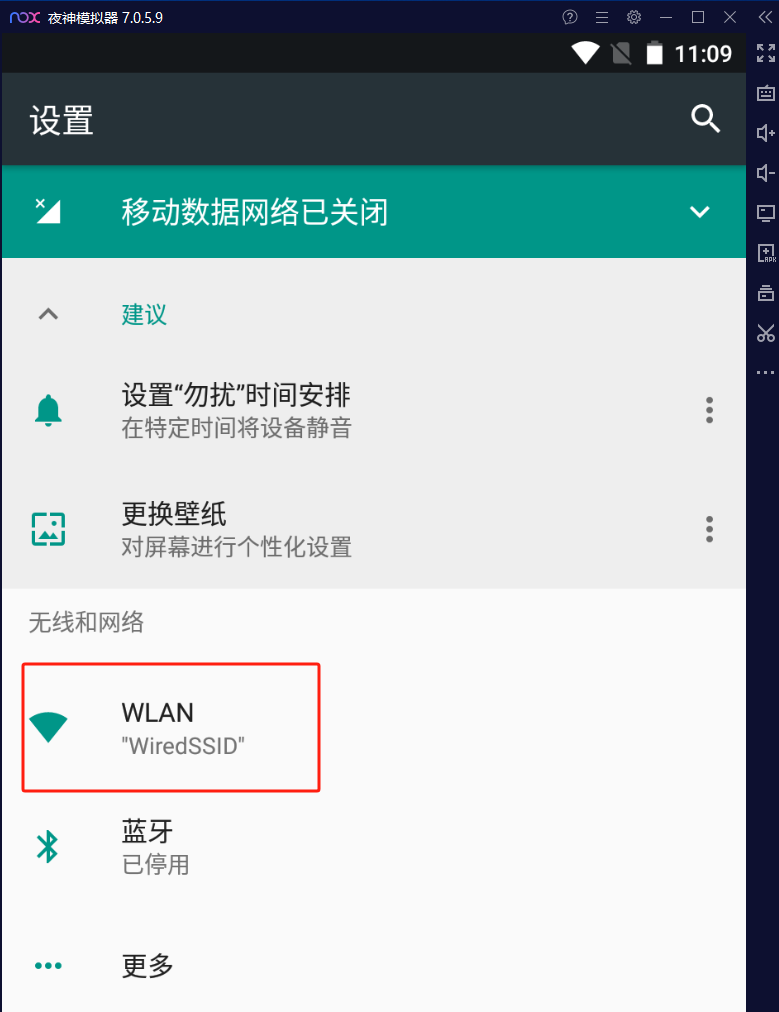 nox 夜神模拟器 7.0.5.9
11:09
设置
移动数据网络已关闭
建议
设置“勿扰”时间安排
在特定时间将设备静音
更换壁纸
对屏幕进行个性化设置
无线和网络
WLAN
"WiredSSID"
蓝牙
已停用
更多